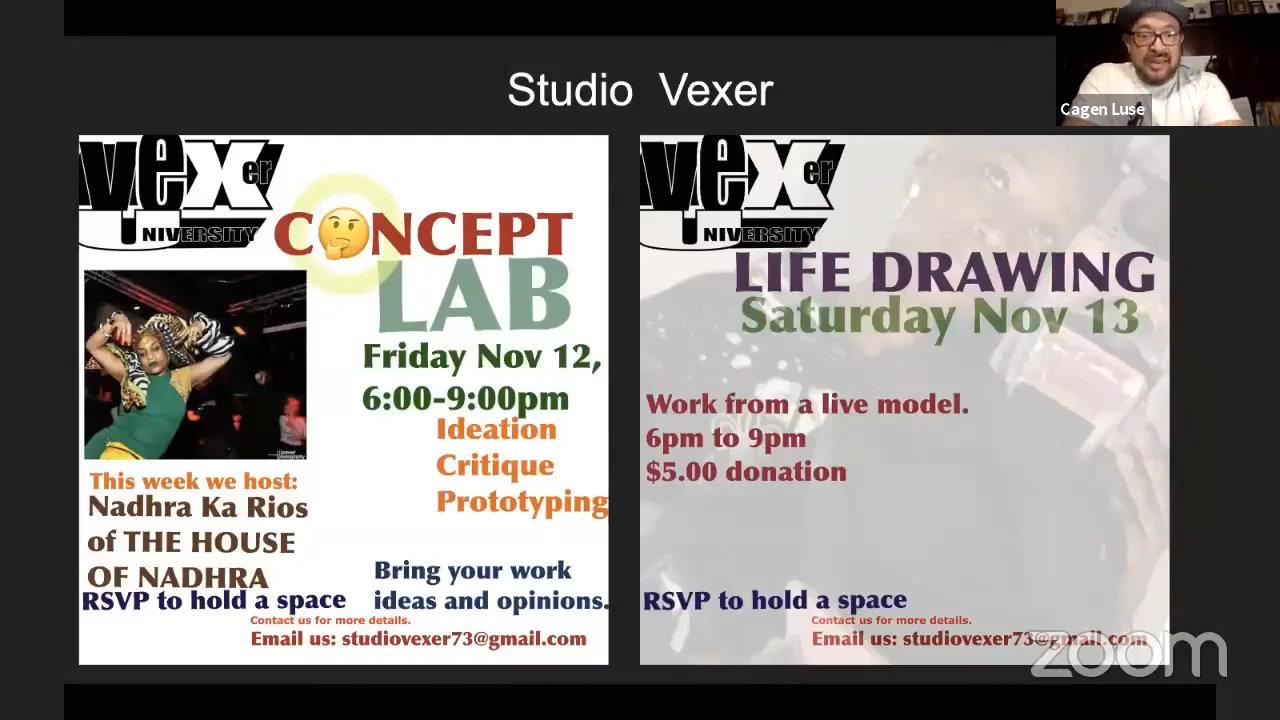 Studio Vexer
Cagen Luse
vexer
UNIVERSITY
CONCEPT
LAB
Friday Nov 12,
6:00-9:00pm
Ideation
Critique
Prototyping
This week we host:
Nadhra Ka Rios
of THE HOUSE
OF NADHRA
RSVP to hold a space
Bring your work
ideas and opinions.
Contact us for more details.
Email us: studiovexer73@gmail.com
vexer
UNIVERSITY
LIFE DRAWING
Saturday Nov 13
Work from a live model.
6pm to 9pm
$5.00 donation
RSVP to hold a space
Contact us for more details.
Email us: studiovexer73@gmail.com
zoom